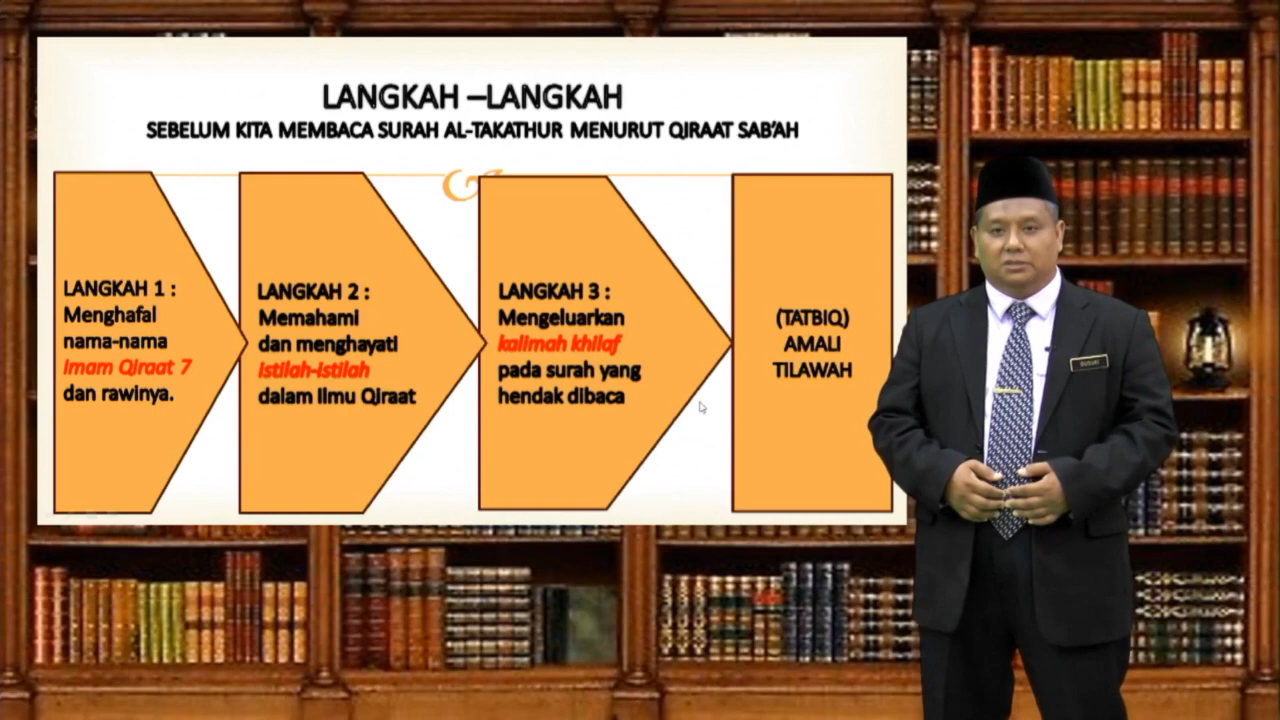 LANGKAH –LANGKAH
SEBELUM KITA MEMBACA SURAH AL-TAKATHUR MENURUT QIRAAT SAB'AH
LANGKAH 1 :
Menghafal
nama-nama
Imam Qiraat 7
dan rawinya.
LANGKAH 2 :
Memahami
dan menghayati
istilah-istilah
dalam ilmu Qiraat
LANGKAH 3 :
Mengeluarkan
kalimah khilaf
pada surah yang
hendak dibaca
(TATBIQ)
AMALI
TILAWAH